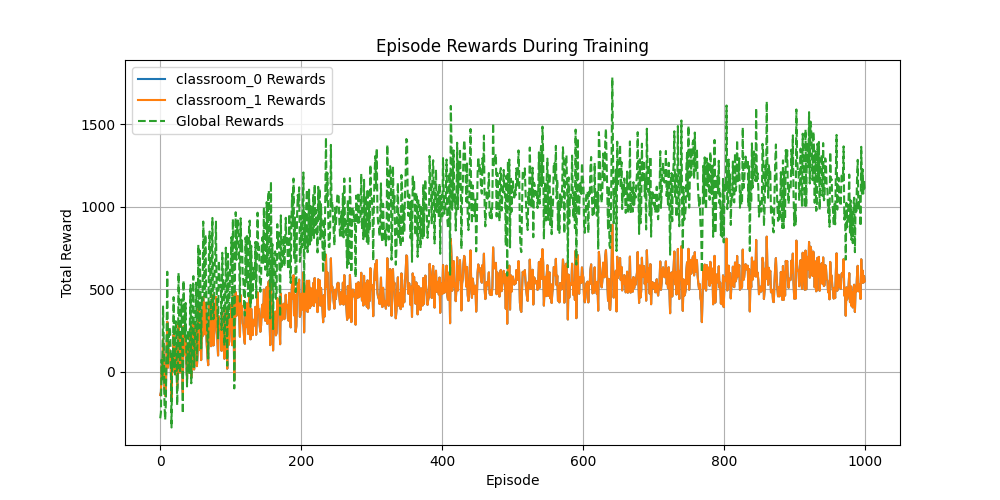 Episode Rewards During Training
classroom_0 Rewards
classroom_1 Rewards
Global Rewards
Total Reward
1500
1000
500
0
0 200 400 600 800 1000
Episode